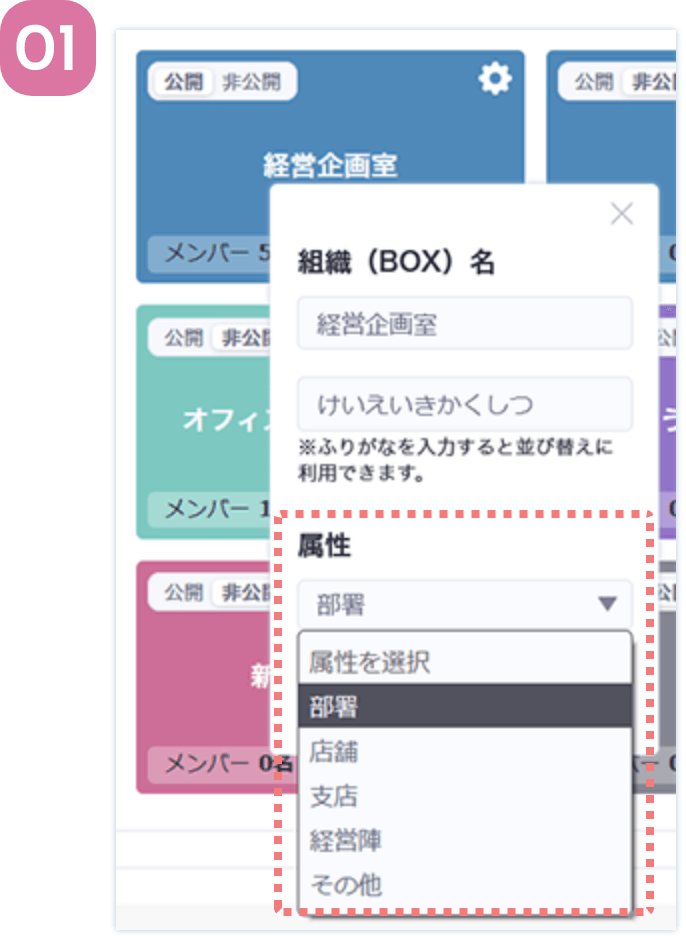 01
公開 非公開
公開 非公
経営企画室
メンバー 5
組織（BOX）名
経営企画室
けいえいきかくしつ
※ふりがなを入力すると並び替えに
利用できます。
公開 非公開
オフィ
メンバー 1
属性
部署
属性を選択
部署
店舗
支店
経営陣
その他
公開 非公開
新
メンバー 0名